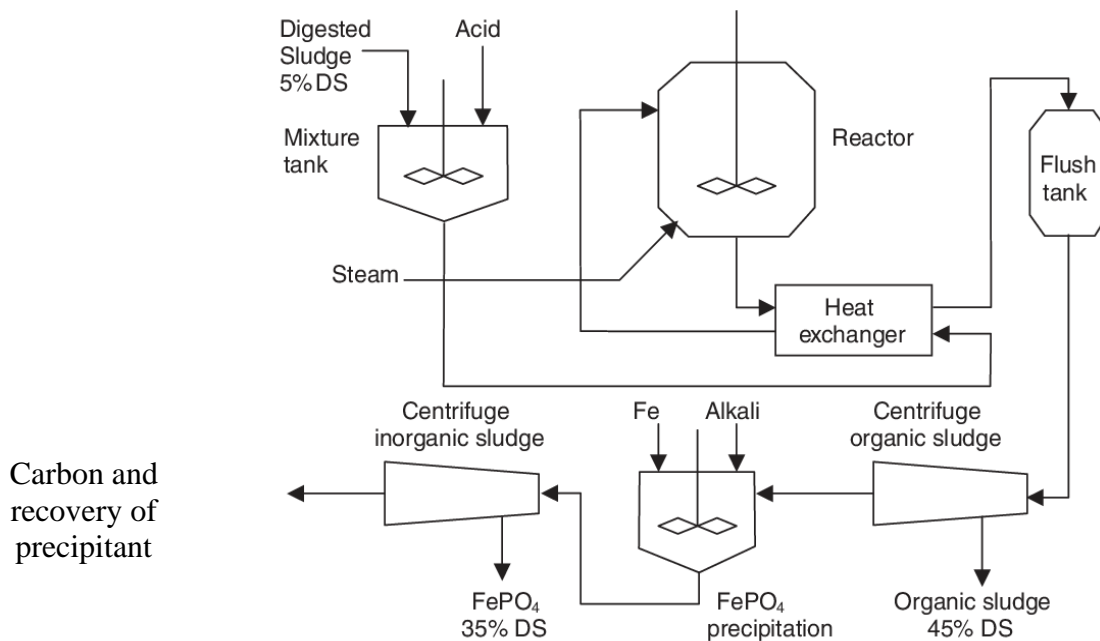 Digested
Sludge
5% DS
Acid
Mixture
tank
Reactor
Flush
tank
Steam
Heat
exchanger
Centrifuge
inorganic sludge
Fe
Alkali
Centrifuge
organic sludge
Carbon and
recovery of
precipitant
FePO₄
35% DS
FePO₄
precipitation
Organic sludge
45% DS